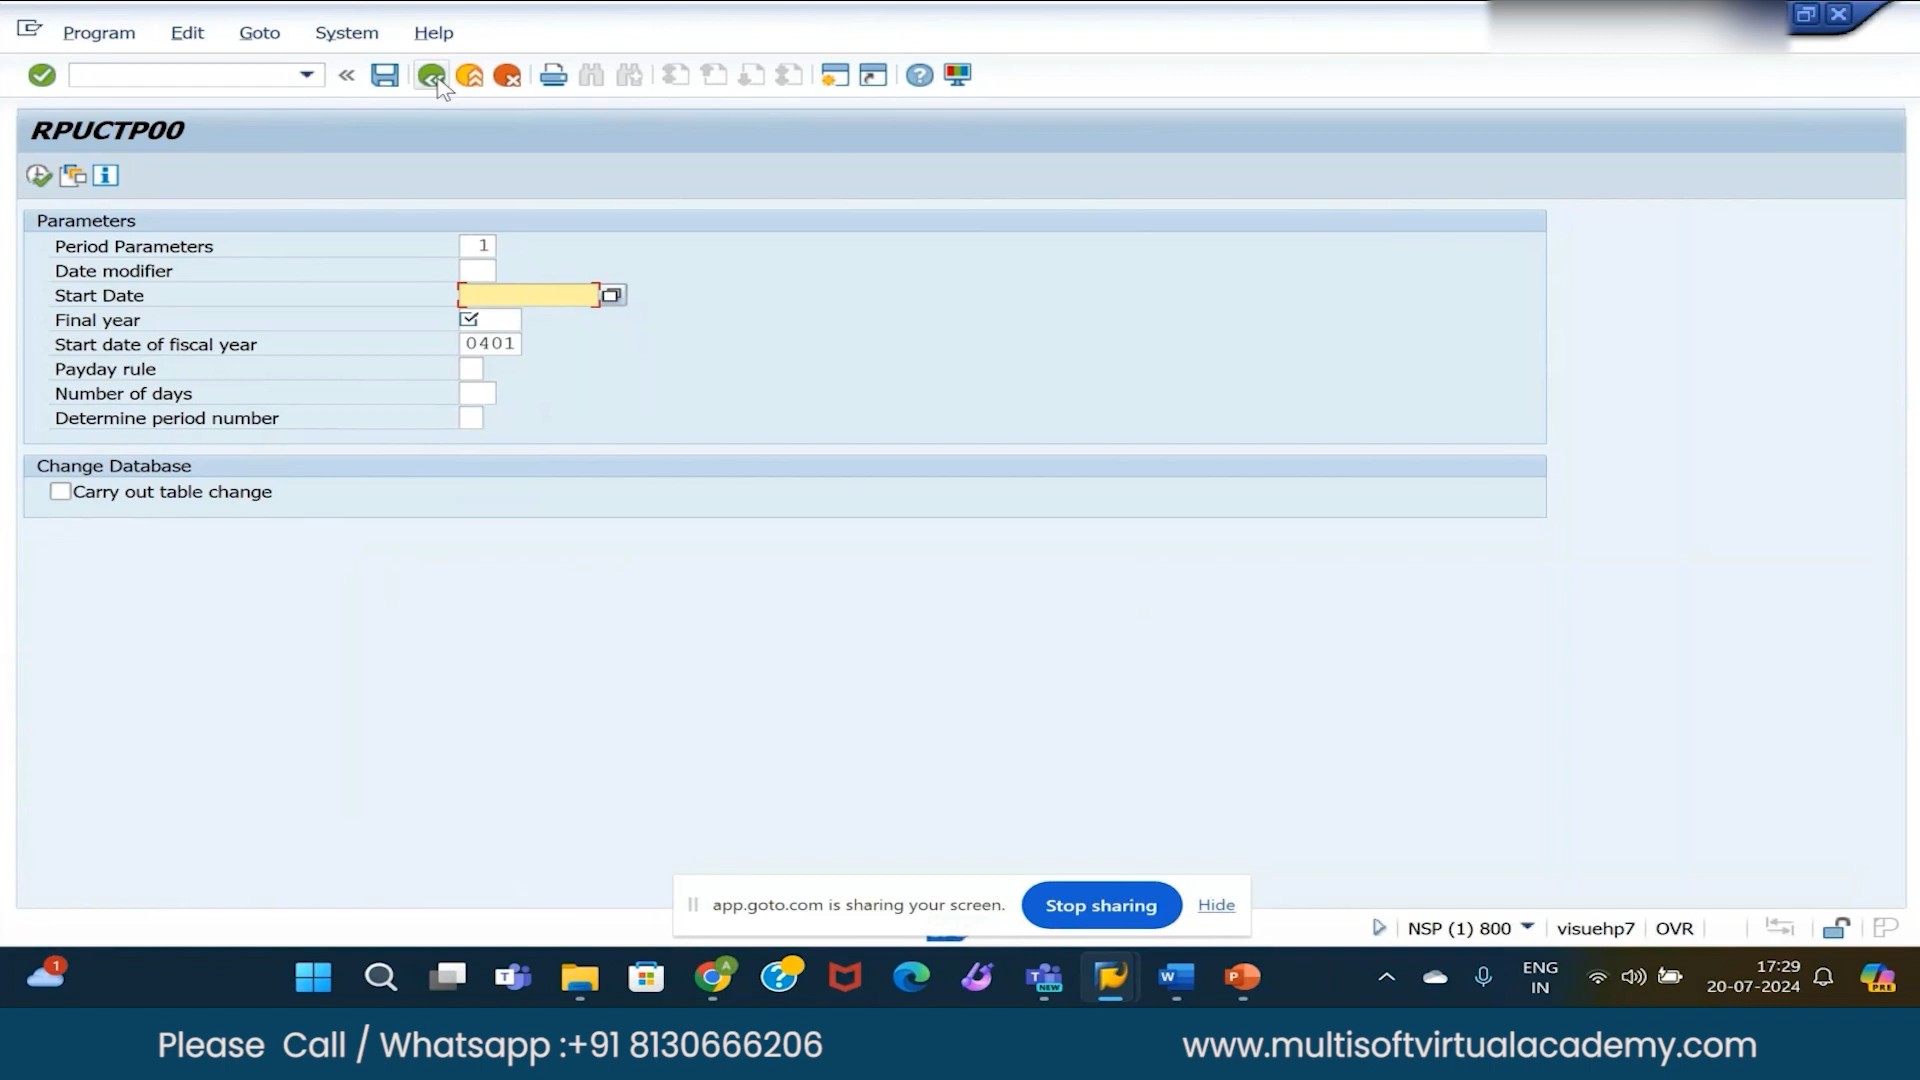 Program Edit Goto System Help
RPUCTP00
Parameters
Period Parameters 1
Date modifier
Start Date
Final year
Start date of fiscal year 0401
Payday rule
Number of days
Determine period number
Change Database
Carry out table change
app.goto.com is sharing your screen. Stop sharing Hide
NSP (1) 800 visuehp7 OVR
1
ENG
IN
17:29
20-07-2024
PRE
A
NEW
Please Call / Whatsapp :+91 8130666206
www.multisoftvirtualacademy.com